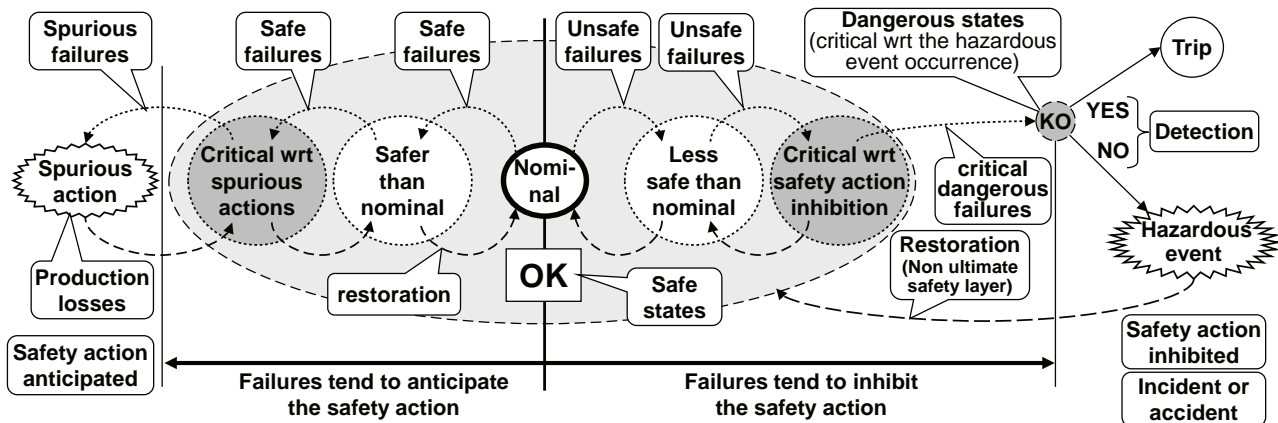 Spurious
failures
Safe
failures
Safe
failures
Unsafe
failures
Unsafe
failures
Dangerous states
(critical wrt the hazardous
event occurrence)
Trip
KO
YES
NO
Detection
Spurious
action
Critical wrt
spurious
actions
Safer
than
nominal
Nomi-
nal
Less
safe than
nominal
Critical wrt
safety action
inhibition
critical
dangerous
failures
Hazardous
event
Production
losses
restoration
OK
Safe
states
Restoration
(Non ultimate
safety layer)
Safety action
anticipated
Failures tend to anticipate
the safety action
Failures tend to inhibit
the safety action
Safety action
inhibited
Incident or
accident